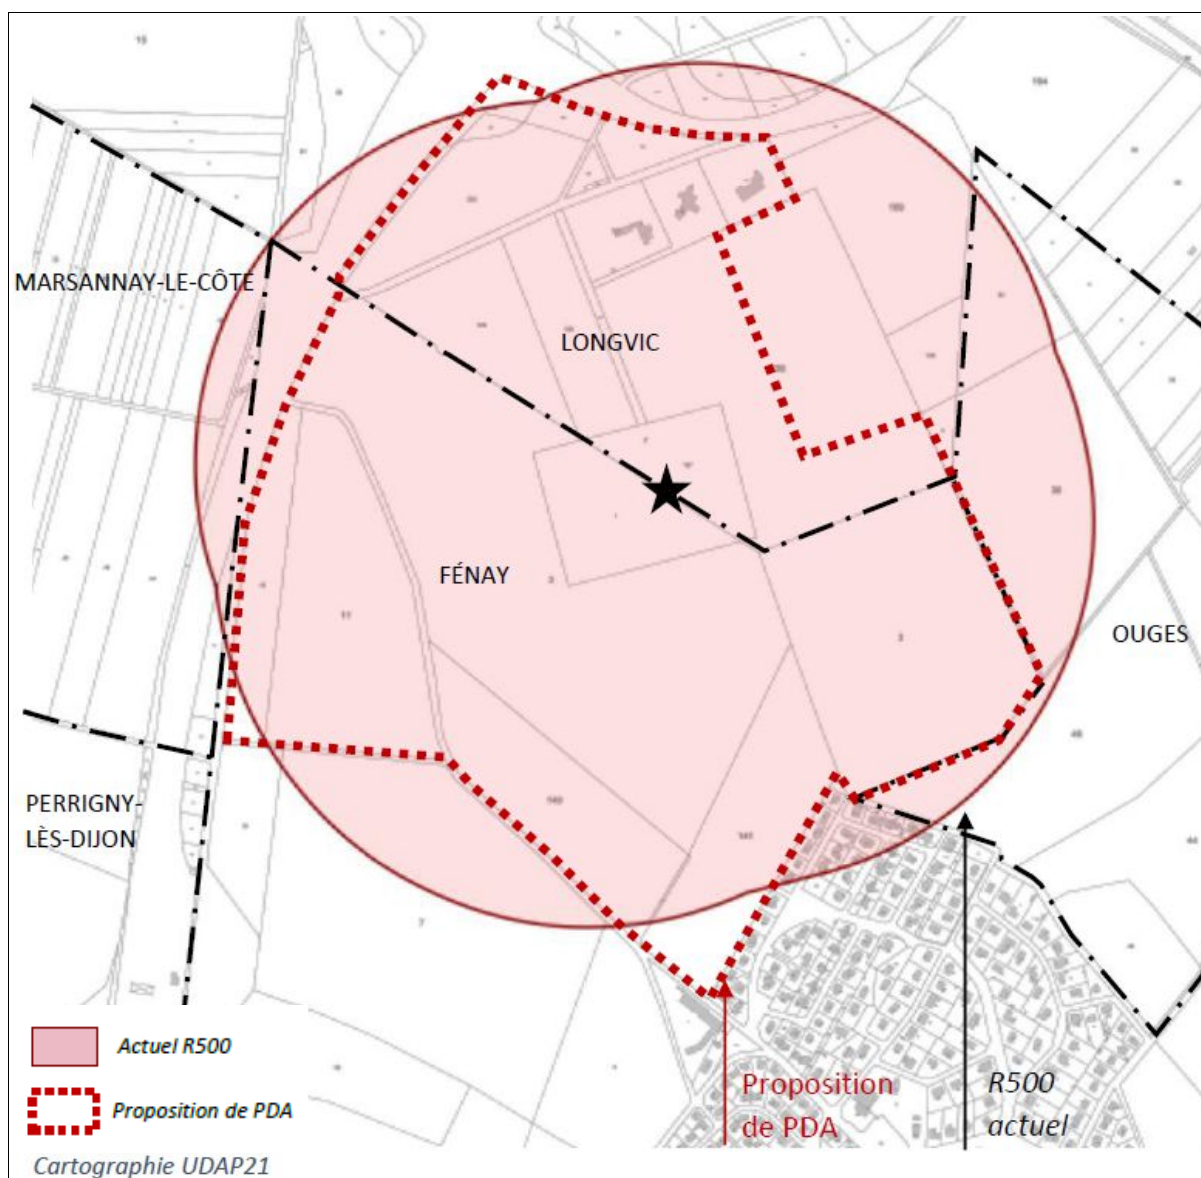 MARSANNAY-LE-CÔTE
LONGVIC
FÉNAY
OUGES
PERRIGNY-
LÈS-DIJON
Actuel R500
Proposition de PDA
Cartographie UDAP21
Proposition
de PDA
R500
actuel